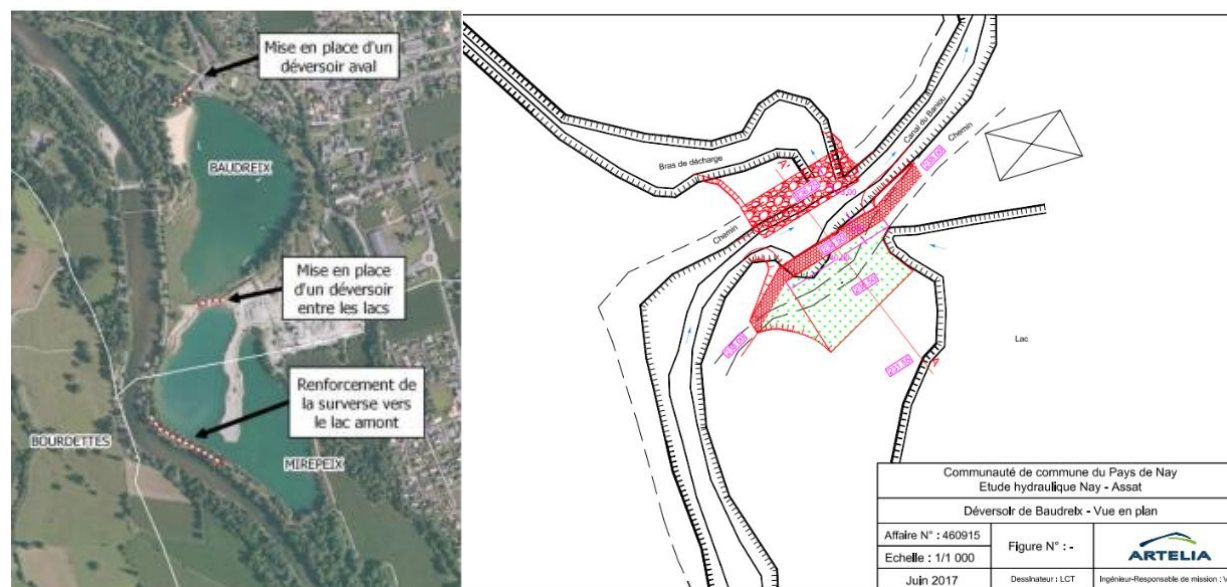 Mise en place d'un
déversoir aval
BAUDREIX
Mise en place
d'un déversoir
entre les lacs
Renforcement de
la surverse vers
le lac amont
BOURDETTES
MIREPEIX
Bras de décharge
Canal du Baniou
Chemin
Chemin
A'
A
Lac
Communauté de commune du Pays de Nay
Etude hydraulique Nay - Assat
Déversoir de Baudreix - Vue en plan
Affaire N° : 460915
Figure N° : -
ARTELIA
Echelle : 1/1 000
Juin 2017
Dessinateur : LCT
Ingénieur-Responsable de mission :